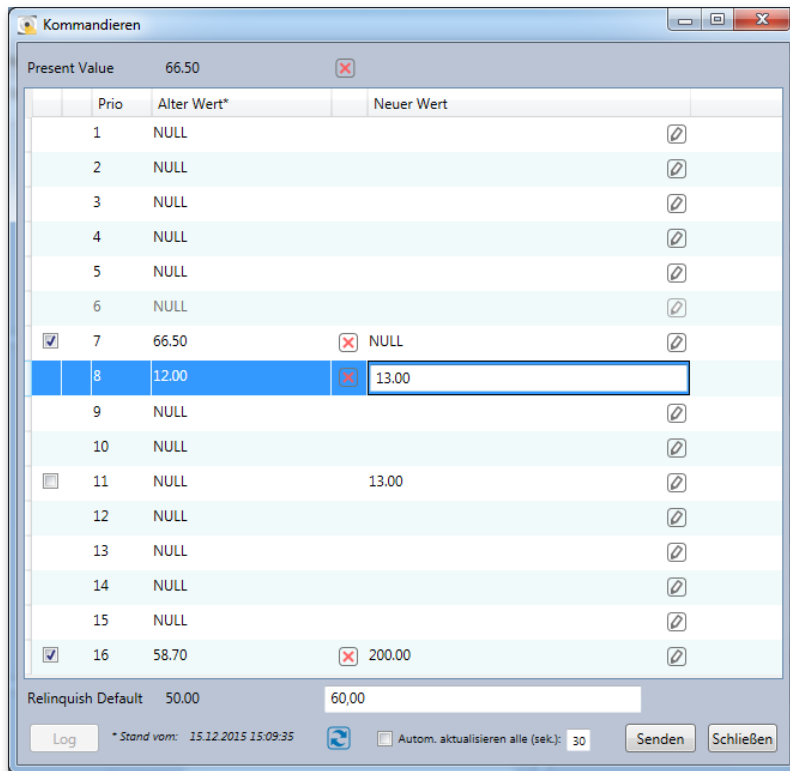 Kommandieren
Present Value 66.50
Prio Alter Wert* Neuer Wert
1 NULL
2 NULL
3 NULL
4 NULL
5 NULL
6 NULL
7 66.50 NULL
8 12.00 13.00
9 NULL
10 NULL
11 NULL 13.00
12 NULL
13 NULL
14 NULL
15 NULL
16 58.70 200.00
Relinquish Default 50.00 60,00
Log * Stand vom: 15.12.2015 15:09:35 Autom. aktualisieren alle (sek.): 30 Senden Schließen